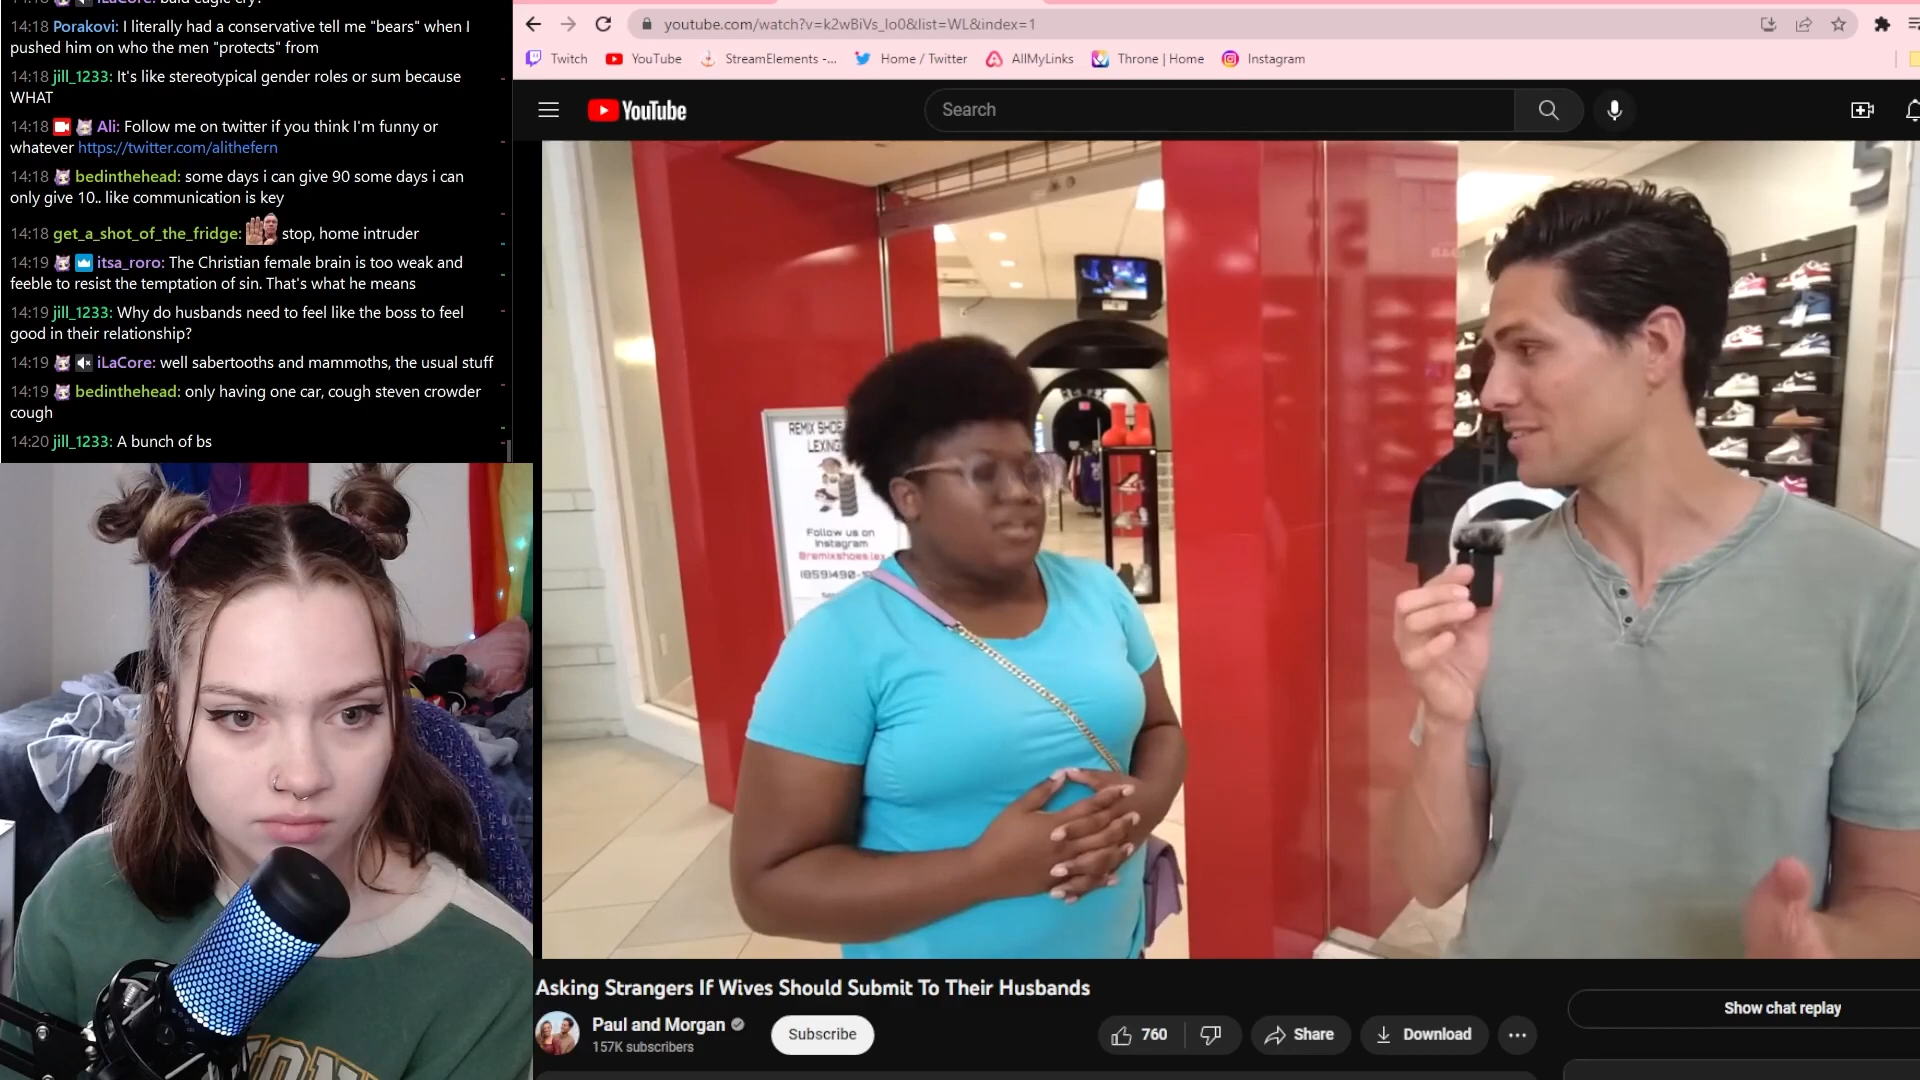 14:18 Porakovi: I literally had a conservative tell me "bears" when I
pushed him on who the men "protects" from
14:18 jill_1233: It's like stereotypical gender roles or sum because
WHAT
14:18 Ali: Follow me on twitter if you think I'm funny or
whatever https://twitter.com/alithefern
14:18 bedinthehead: some days i can give 90 some days i can
only give 10.. like communication is key
14:18 get_a_shot_of_the_fridge: stop, home intruder
14:19 itsa_roro: The Christian female brain is too weak and
feeble to resist the temptation of sin. That's what he means
14:19 jill_1233: Why do husbands need to feel like the boss to feel
good in their relationship?
14:19 iLaCore: well sabertooths and mammoths, the usual stuff
14:19 bedinthehead: only having one car, cough steven crowder
cough
14:20 jill_1233: A bunch of bs
youtube.com/watch?v=k2wBiVs_lo0&list=WL&index=1
Twitch YouTube StreamElements -... Home / Twitter AllMyLinks Throne | Home Instagram
YouTube
Search
REMIX SHOE
LEXING
Follow us on
Instagram
@remixshoes.lex
(859)490-
Asking Strangers If Wives Should Submit To Their Husbands
Paul and Morgan
157K subscribers
Subscribe
760
Share
Download
Show chat replay